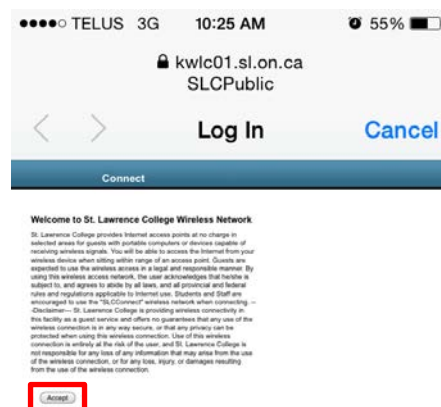 TELUS 3G 10:25 AM 55%
kwlc01.sl.on.ca
SLCPublic
Log In Cancel
Connect
Welcome to St. Lawrence College Wireless Network
St. Lawrence College provides Internet access points at no charge in
selected areas for guests with portable computers or devices capable of
receiving wireless signals. You will be able to access the Internet from your
wireless device when sitting within range of an access point. Guests are
expected to use the wireless access in a legal and responsible manner. By
using this wireless access network, the user acknowledges that he/she is
subject to, and agrees to abide by all laws, and all provincial and federal
rules and regulations applicable to Internet use. Students and Staff are
encouraged to use the "SLCConnect" wireless network when connecting. --
-Disclaimer--- St. Lawrence College is providing wireless connectivity in
this facility as a guest service and offers no guarantees that any use of the
wireless connection is in any way secure, or that any privacy can be
protected when using this wireless connection. Use of this wireless
connection is entirely at the risk of the user, and St. Lawrence College is
not responsible for any loss of any information that may arise from the use
of the wireless connection, or for any loss, injury, or damages resulting
from the use of the wireless connection.
Accept